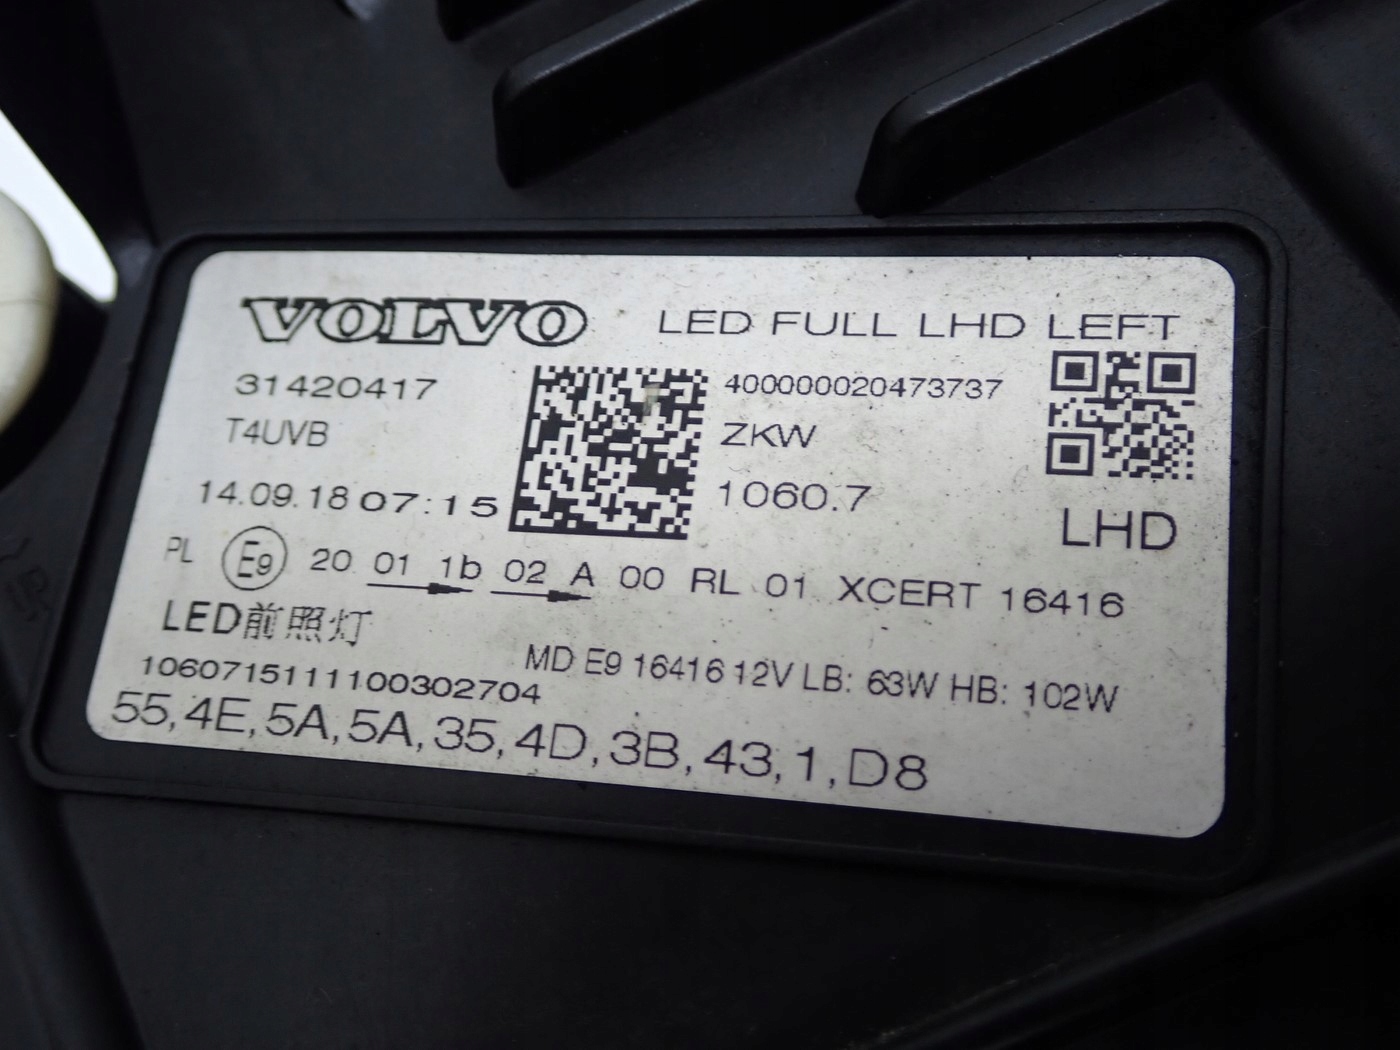 VOLVO LED FULL LHD LEFT
31420417 400000020473737
T4UVB ZKW
14.09.18 07:15 1060.7
LHD
PL E9 20 01 1b 02 A 00 RL 01 XCERT 16416
LED前照灯
MD E9 16416 12V LB: 63W HB: 102W
1060715111100302704
55,4E,5A,5A,35,4D,3B,43,1,D8